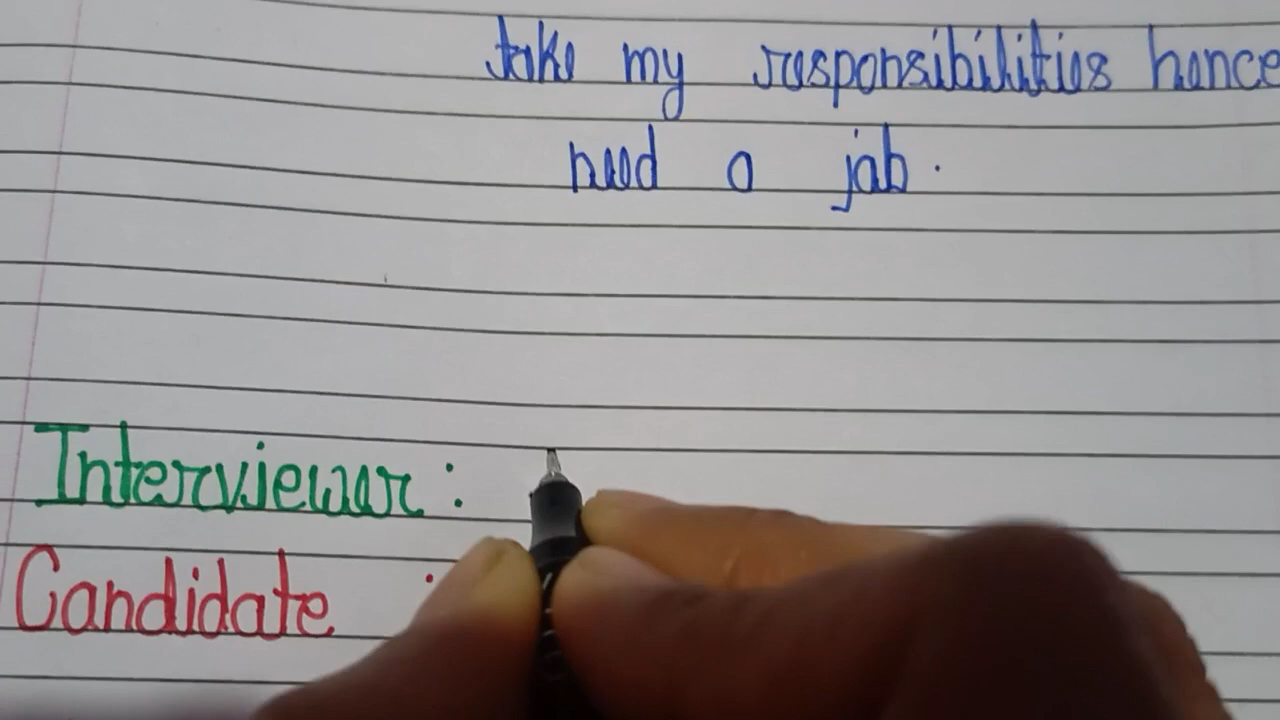 take my responsibilities hence
need a job.
Interviewer :
Candidate :